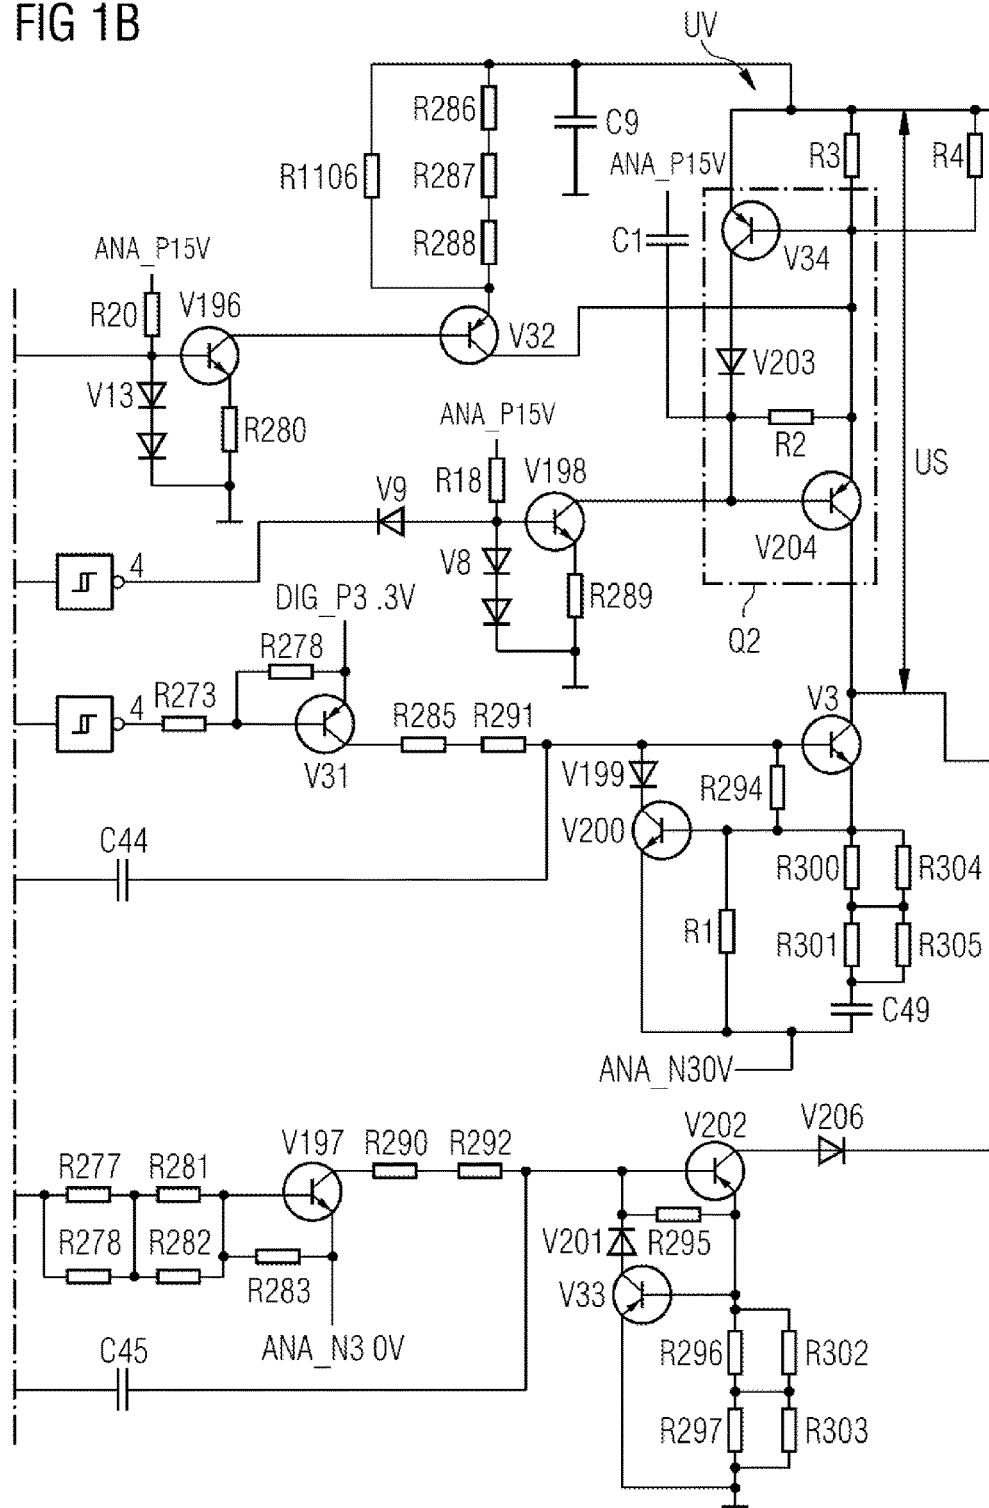 FIG 1B
UV
R286
C9
R1106
R287
ANA_P15V
R3
R4
R288
C1
V34
ANA_P15V
R20
V196
V32
V203
V13
R280
ANA_P15V
R2
US
V9
R18
V198
V8
V204
4
DIG_P3 .3V
R289
R278
Q2
R273
4
R285
R291
V3
V31
V199
R294
C44
V200
R300
R304
R1
R301
R305
C49
ANA_N30V
V202
V206
V197
R290
R292
R277
R281
R278
R282
V201
R295
R283
V33
ANA_N3 0V
C45
R296
R302
R297
R303